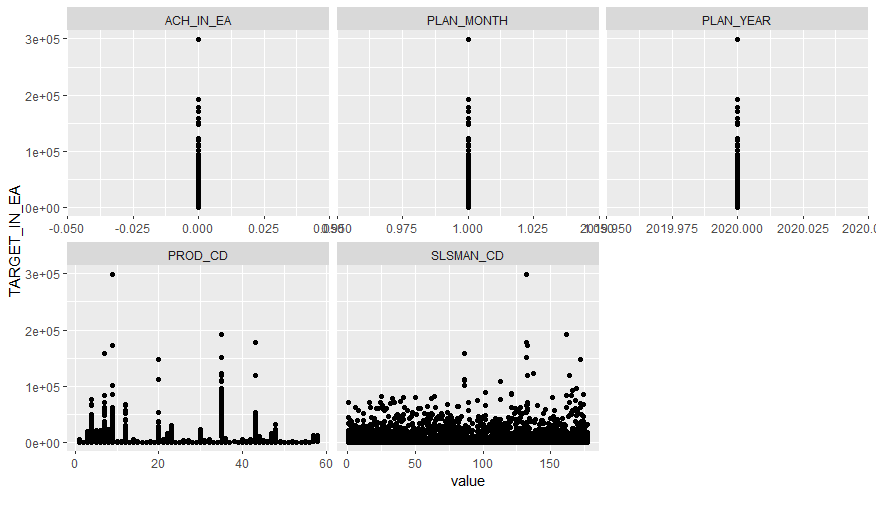 ACH_IN_EA PLAN_MONTH PLAN_YEAR
3e+05
2e+05
1e+05
0e+00
-0.050 -0.025 0.000 0.025 0.975 1.000 1.025 2019.975 2020.000 2020.025
TARGET_IN_EA
PROD_CD SLSMAN_CD
3e+05
2e+05
1e+05
0e+00
0 20 40 60 0 50 100 150
value